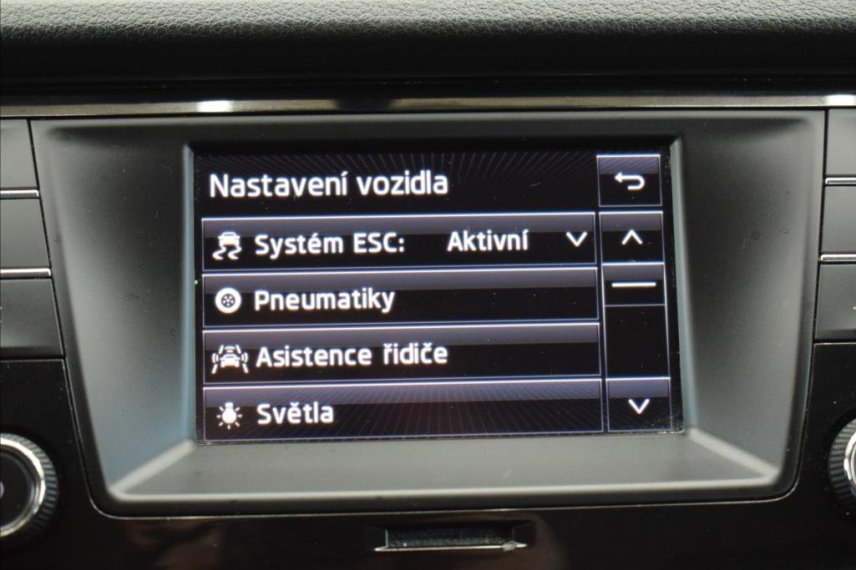 Nastavení vozidla
Systém ESC: Aktivní
Pneumatiky
Asistence řidiče
Světla